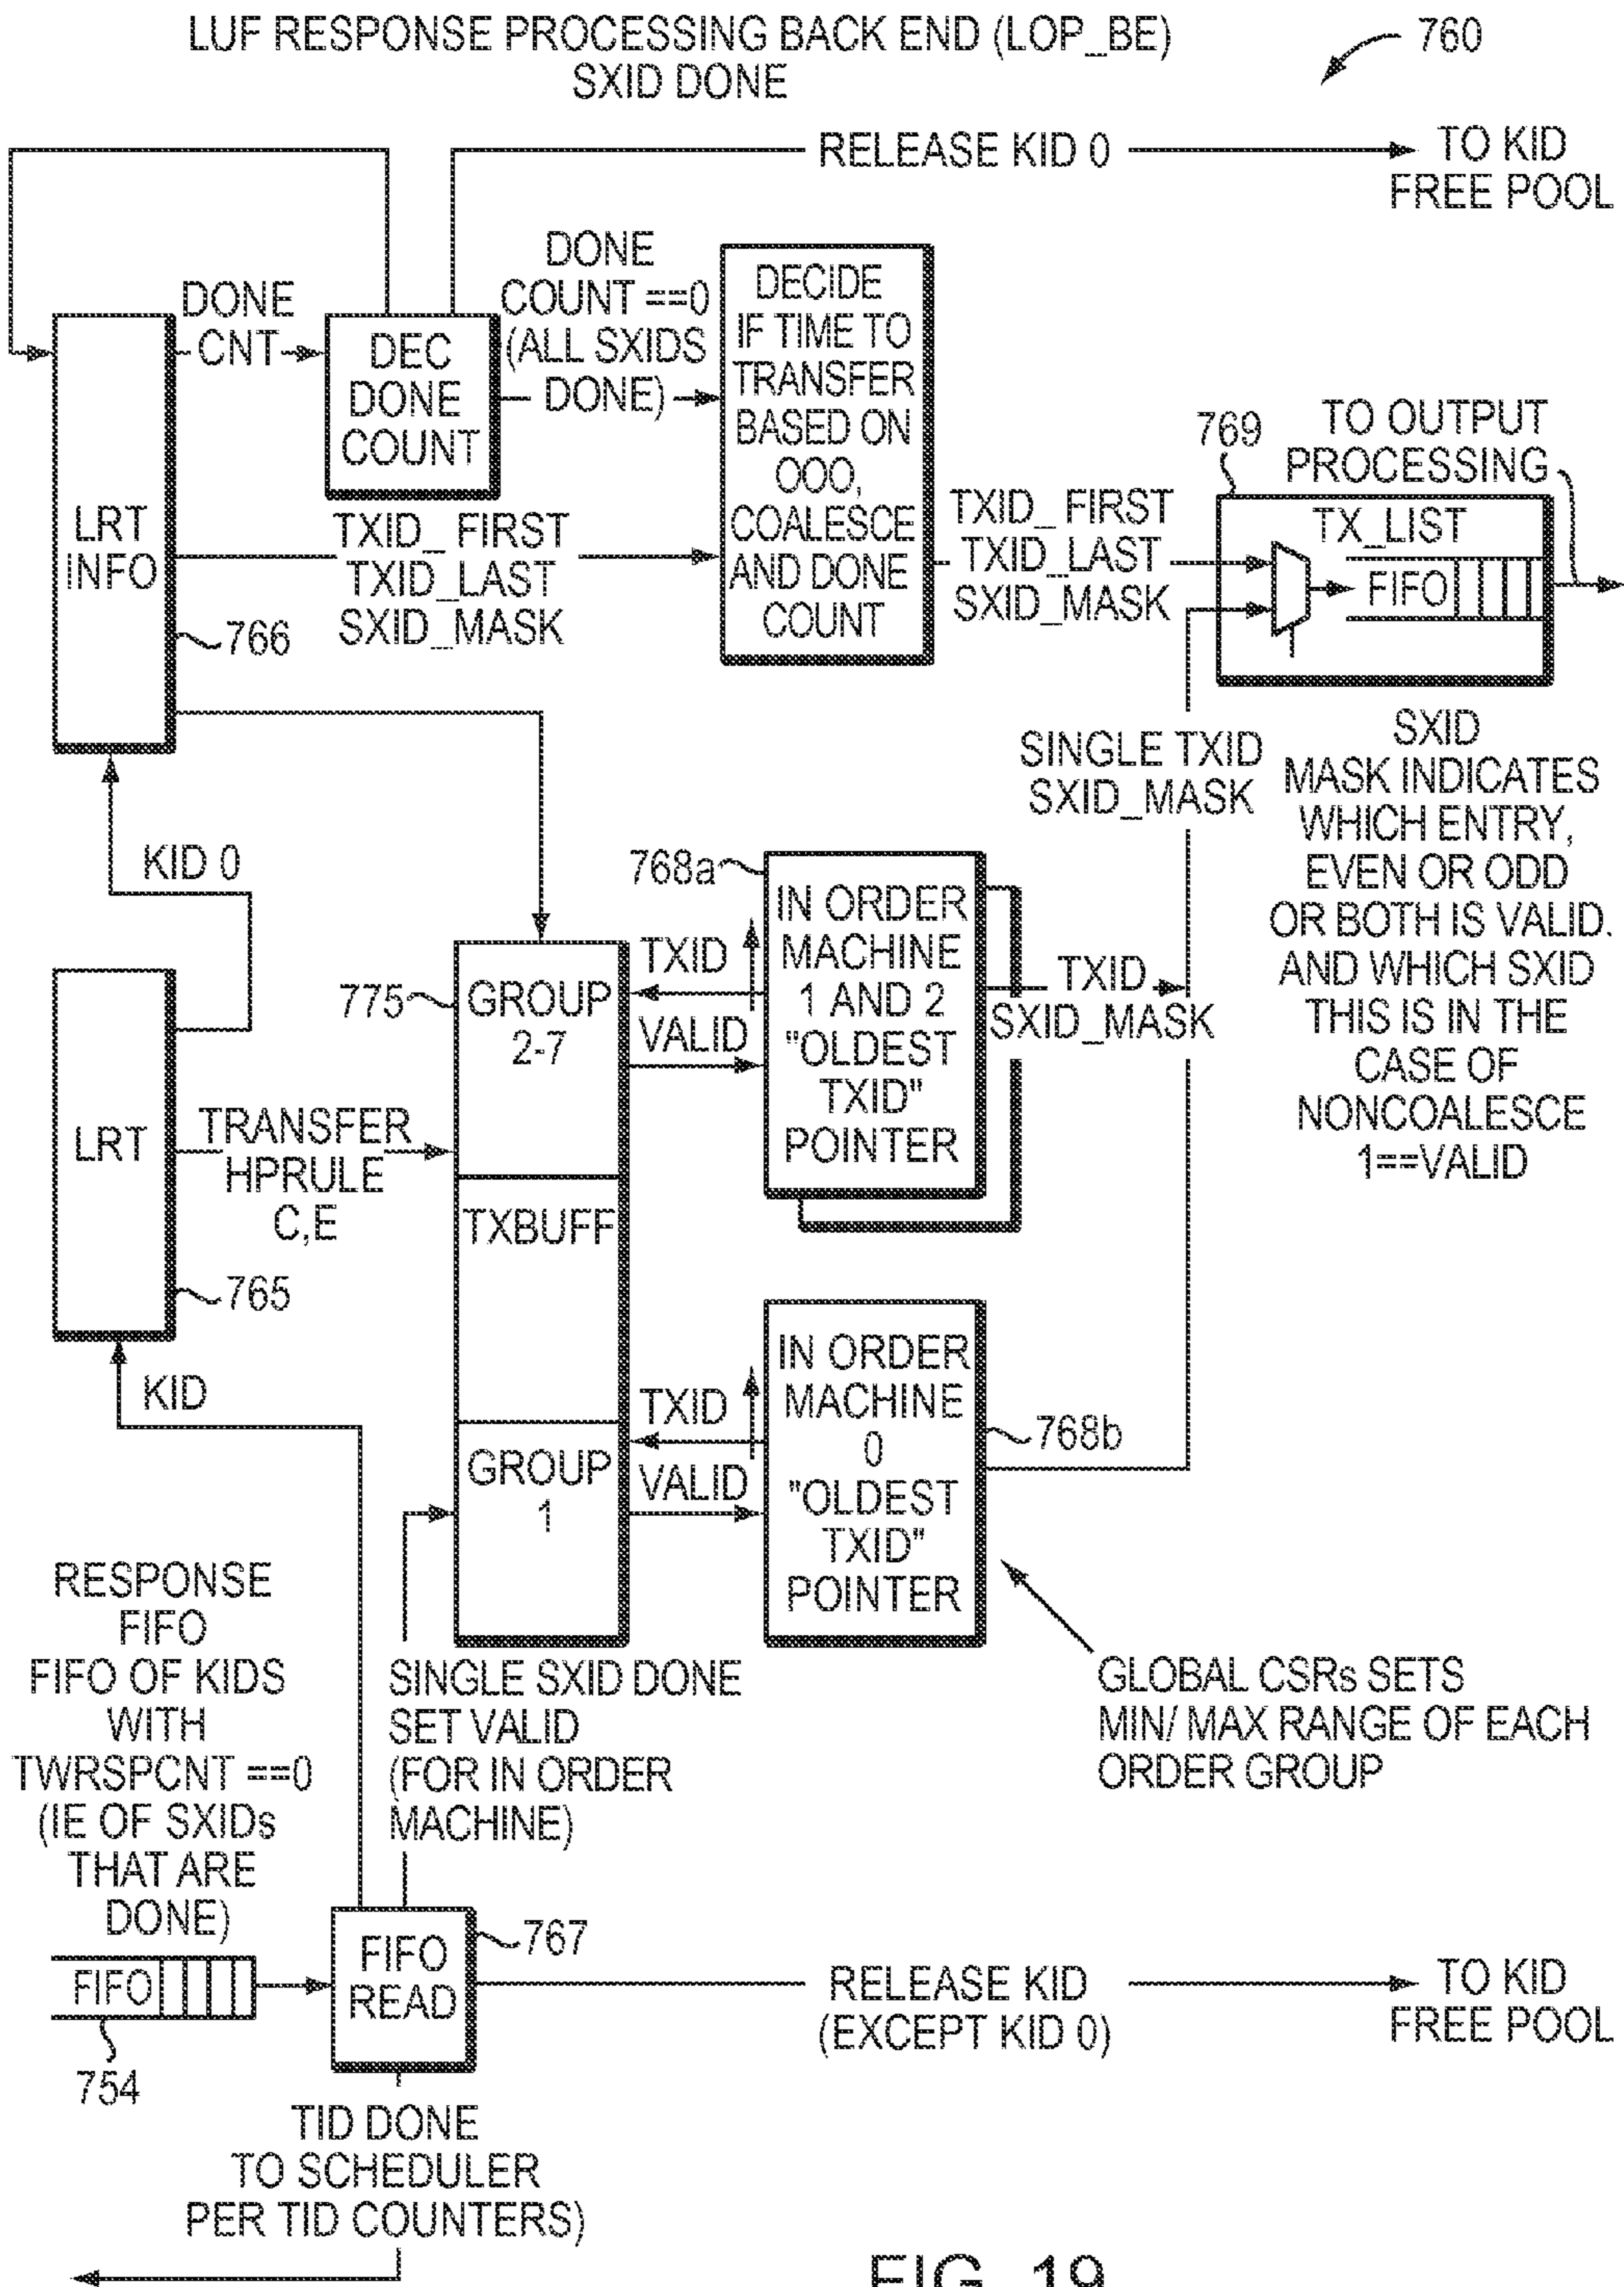 LUF RESPONSE PROCESSING BACK END (LOP_BE)
SXID DONE
760
RELEASE KID 0
TO KID
FREE POOL
DONE
CNT
DEC
DONE
COUNT
DONE
COUNT ==0
(ALL SXIDS
DONE)
DECIDE
IF TIME TO
TRANSFER
BASED ON
OOO,
COALESCE
AND DONE
COUNT
LRT
INFO
766
TXID_ FIRST
TXID_LAST
SXID_MASK
TXID_ FIRST
TXID_LAST
SXID_MASK
769
TO OUTPUT
PROCESSING
TX_LIST
FIFO
SINGLE TXID
SXID_MASK
SXID
MASK INDICATES
WHICH ENTRY,
EVEN OR ODD
OR BOTH IS VALID.
AND WHICH SXID
THIS IS IN THE
CASE OF
NONCOALESCE
1==VALID
KID 0
LRT
765
TRANSFER
HPRULE
C,E
775
GROUP
2-7
TXBUFF
GROUP
1
TXID
VALID
768a
IN ORDER
MACHINE
1 AND 2
"OLDEST
TXID"
POINTER
TXID
SXID_MASK
TXID
VALID
IN ORDER
MACHINE
0
"OLDEST
TXID"
POINTER
768b
GLOBAL CSRs SETS
MIN/ MAX RANGE OF EACH
ORDER GROUP
KID
RESPONSE
FIFO
FIFO OF KIDS
WITH
TWRSPCNT ==0
(IE OF SXIDs
THAT ARE
DONE)
SINGLE SXID DONE
SET VALID
(FOR IN ORDER
MACHINE)
FIFO
754
FIFO
READ
767
RELEASE KID
(EXCEPT KID 0)
TO KID
FREE POOL
TID DONE
TO SCHEDULER
PER TID COUNTERS)
FIG. 19